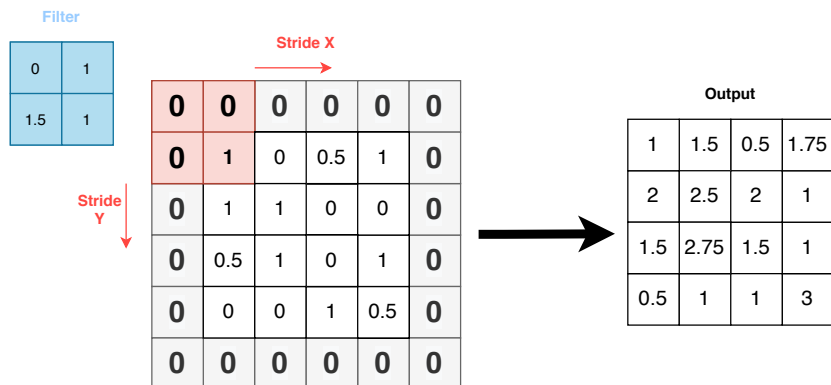 Filter
0 1
1.5 1
Stride X
0 0 0 0 0 0
0 1 0 0.5 1 0
Stride
Y
0 1 1 0 0 0
0 0.5 1 0 1 0
0 0 0 1 0.5 0
0 0 0 0 0 0
Output
1 1.5 0.5 1.75
2 2.5 2 1
1.5 2.75 1.5 1
0.5 1 1 3